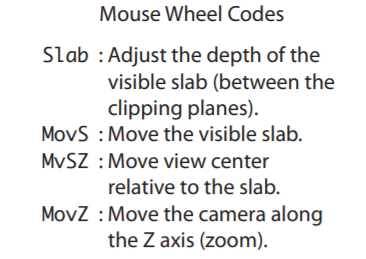 Mouse Wheel Codes
Slab : Adjust the depth of the
visible slab (between the
clipping planes).
MovS : Move the visible slab.
MvSZ : Move view center
relative to the slab.
MovZ : Move the camera along
the Z axis (zoom).